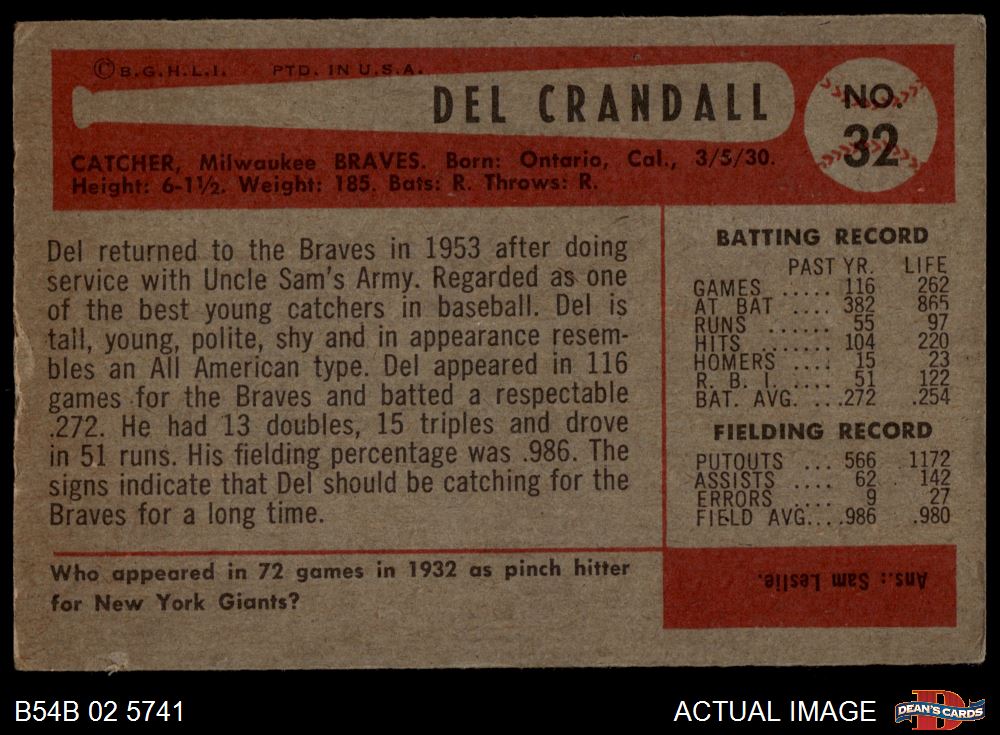 © B.G.H.L.I. PTD. IN U.S.A.
DEL CRANDALL
NO.
32
CATCHER, Milwaukee BRAVES. Born: Ontario, Cal., 3/5/30.
Height: 6-1½. Weight: 185. Bats: R. Throws: R.
Del returned to the Braves in 1953 after doing
service with Uncle Sam's Army. Regarded as one
of the best young catchers in baseball. Del is
tall, young, polite, shy and in appearance resem-
bles an All American type. Del appeared in 116
games for the Braves and batted a respectable
.272. He had 13 doubles, 15 triples and drove
in 51 runs. His fielding percentage was .986. The
signs indicate that Del should be catching for the
Braves for a long time.
Who appeared in 72 games in 1932 as pinch hitter
for New York Giants?
BATTING RECORD
PAST YR. LIFE
GAMES ..... 116 262
AT BAT .... 382 865
RUNS ...... 55 97
HITS ....... 104 220
HOMERS .... 15 23
R. B. I. .... 51 122
BAT. AVG. ...272 .254
FIELDING RECORD
PUTOUTS ... 566 1172
ASSISTS .... 62 142
ERRORS .... 9 27
FIELD AVG....986 .980
Ans.: Sam Leslie.
B54B 02 5741
ACTUAL IMAGE
DEAN'S CARDS